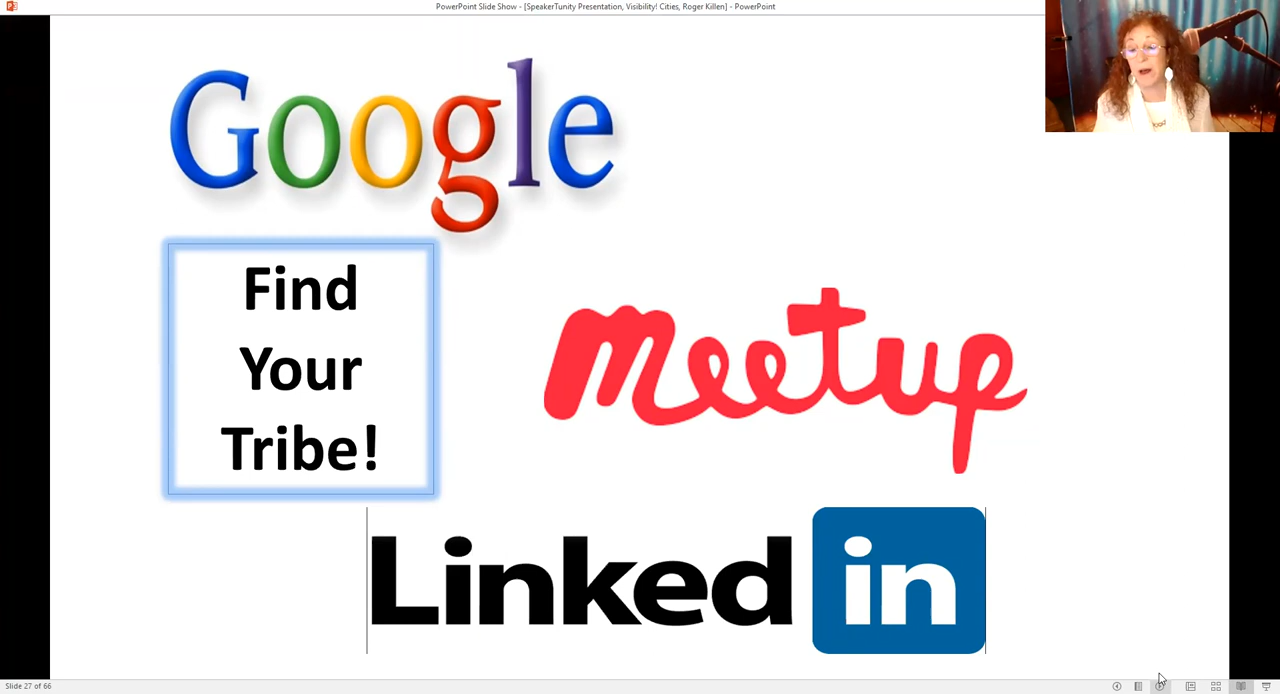 PowerPoint Slide Show - [SpeakerTunity Presentation, Visibility! Cities, Roger Killen] - PowerPoint
Google
Find
Your
Tribe!
meetup
Linked in
Slide 27 of 66